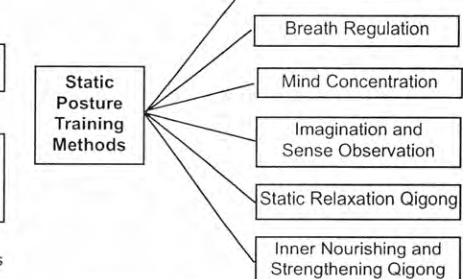 Breath Regulation
Mind Concentration
Static
Posture
Training
Methods
Imagination and
Sense Observation
Static Relaxation Qigong
Inner Nourishing and
Strengthening Qigong